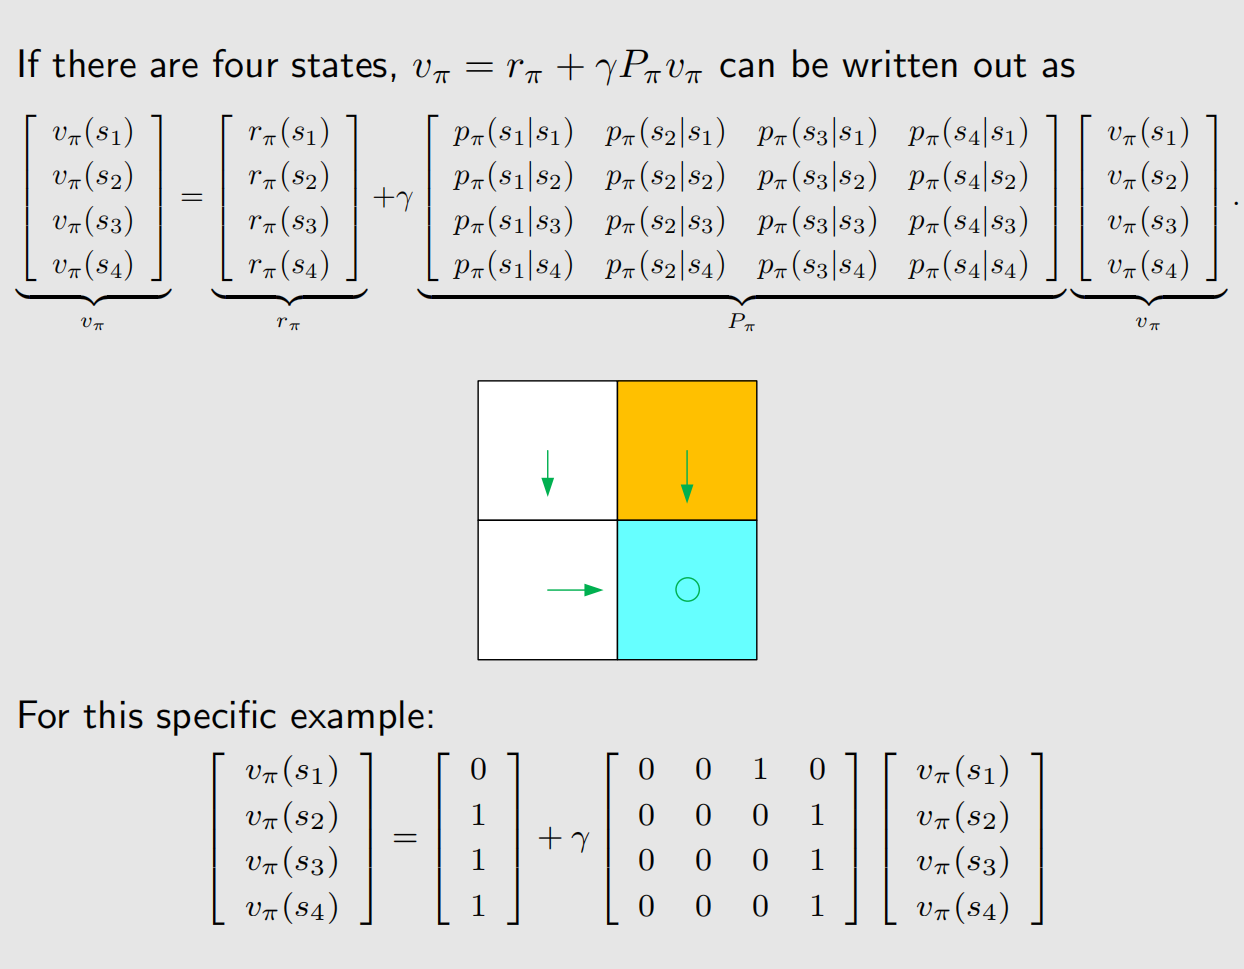 If there are four states, v_π = r_π + γP_πv_π can be written out as
[ v_π(s_1) ] = [ r_π(s_1) ] +γ [ p_π(s_1|s_1) p_π(s_2|s_1) p_π(s_3|s_1) p_π(s_4|s_1) ] [ v_π(s_1) ]
[ v_π(s_2) ] [ r_π(s_2) ] [ p_π(s_1|s_2) p_π(s_2|s_2) p_π(s_3|s_2) p_π(s_4|s_2) ] [ v_π(s_2) ]
[ v_π(s_3) ] [ r_π(s_3) ] [ p_π(s_1|s_3) p_π(s_2|s_3) p_π(s_3|s_3) p_π(s_4|s_3) ] [ v_π(s_3) ] .
[ v_π(s_4) ] [ r_π(s_4) ] [ p_π(s_1|s_4) p_π(s_2|s_4) p_π(s_3|s_4) p_π(s_4|s_4) ] [ v_π(s_4) ]
v_π r_π P_π v_π
For this specific example:
[ v_π(s_1) ] = [ 0 ] + γ [ 0 0 1 0 ] [ v_π(s_1) ]
[ v_π(s_2) ] [ 1 ] [ 0 0 0 1 ] [ v_π(s_2) ]
[ v_π(s_3) ] [ 1 ] [ 0 0 0 1 ] [ v_π(s_3) ]
[ v_π(s_4) ] [ 1 ] [ 0 0 0 1 ] [ v_π(s_4) ]